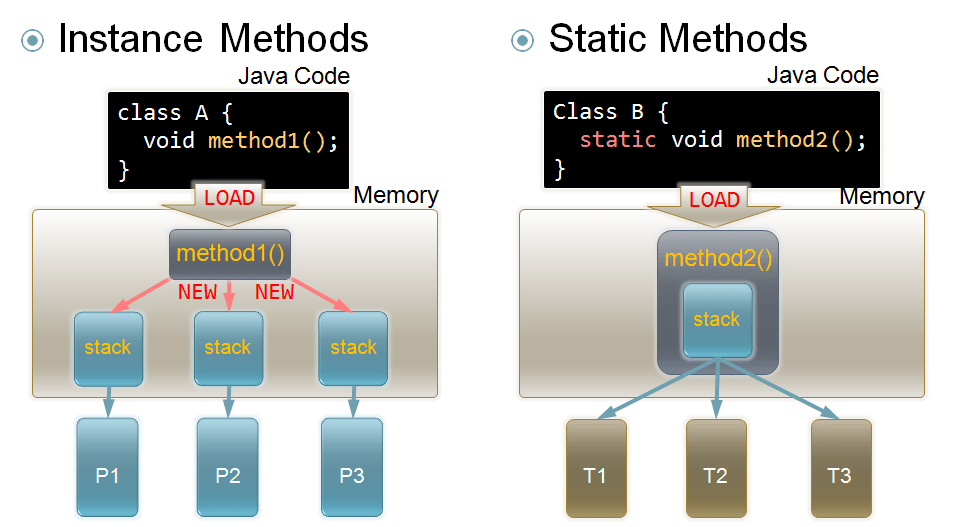 Instance Methods
Java Code
class A {
void method1();
}
LOAD
Memory
method1()
NEW NEW
stack stack stack
P1 P2 P3
Static Methods
Java Code
Class B {
static void method2();
}
LOAD
Memory
method2()
stack
T1 T2 T3